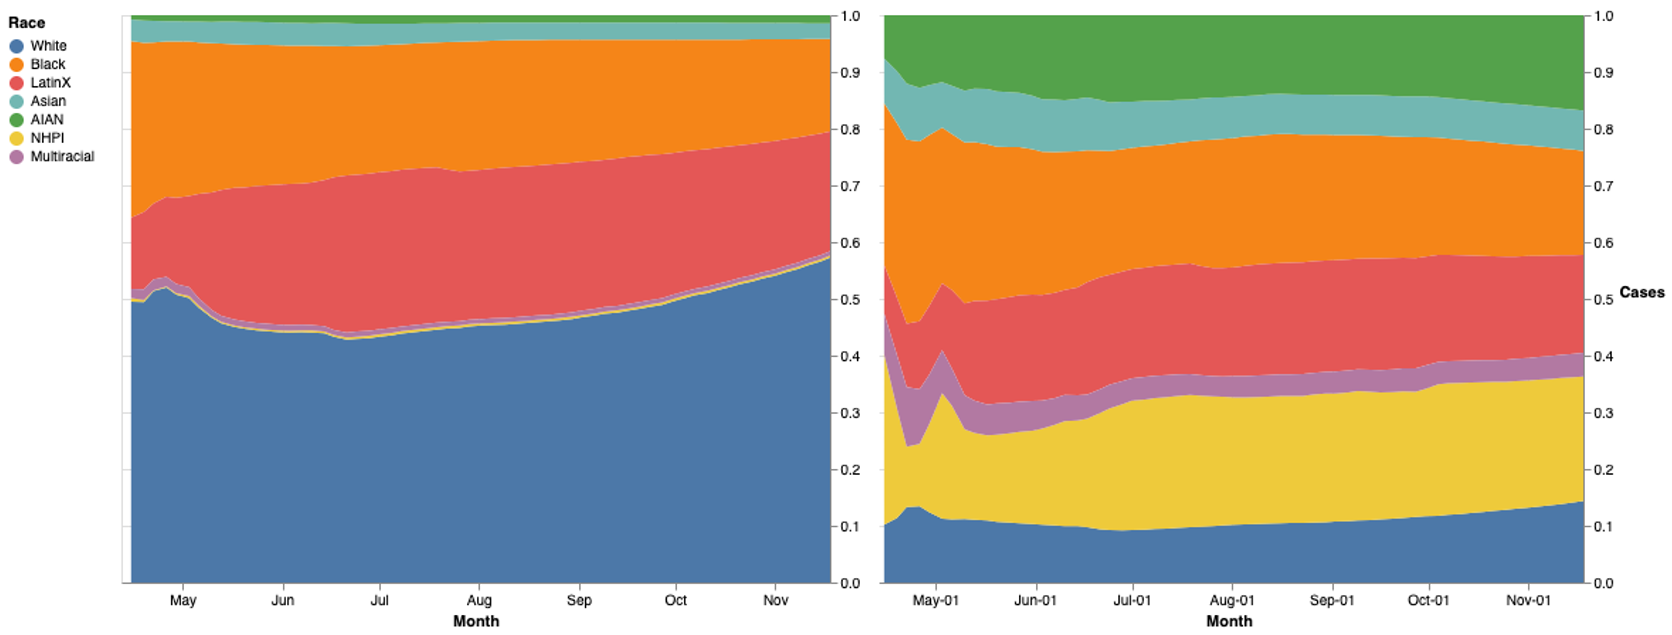 Race
White
Black
LatinX
Asian
AIAN
NHPI
Multiracial
1.0
0.9
0.8
0.7
0.6
0.5
0.4
0.3
0.2
0.1
0.0
May Jun Jul Aug Sep Oct Nov
Month
1.0
0.9
0.8
0.7
0.6
0.5
0.4
0.3
0.2
0.1
0.0
Cases
May-01 Jun-01 Jul-01 Aug-01 Sep-01 Oct-01 Nov-01
Month